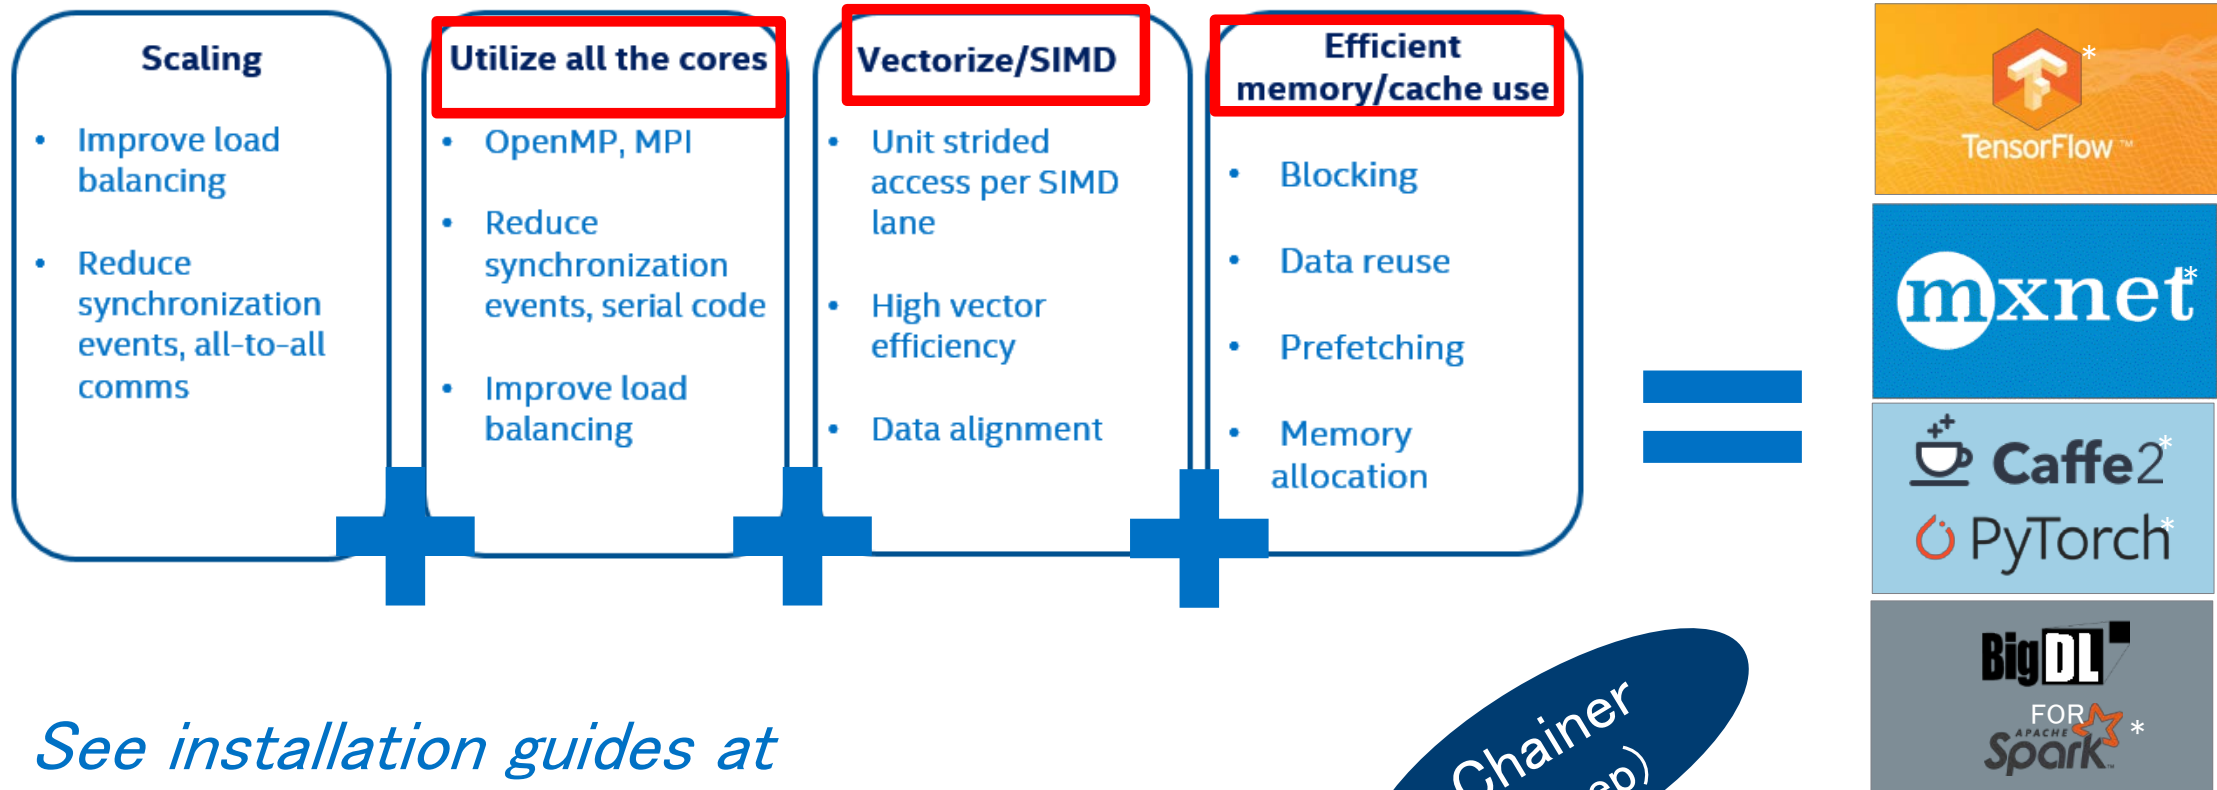 Scaling
• Improve load
balancing
• Reduce
synchronization
events, all-to-all
comms
Utilize all the cores
• OpenMP, MPI
• Reduce
synchronization
events, serial code
• Improve load
balancing
Vectorize/SIMD
• Unit strided
access per SIMD
lane
• High vector
efficiency
• Data alignment
Efficient
memory/cache use
• Blocking
• Data reuse
• Prefetching
• Memory
allocation
*
TensorFlow™
mxnet*
Caffe2*
PyTorch*
BigDL
FOR
APACHE
Spark™ *
See installation guides at
Chainer